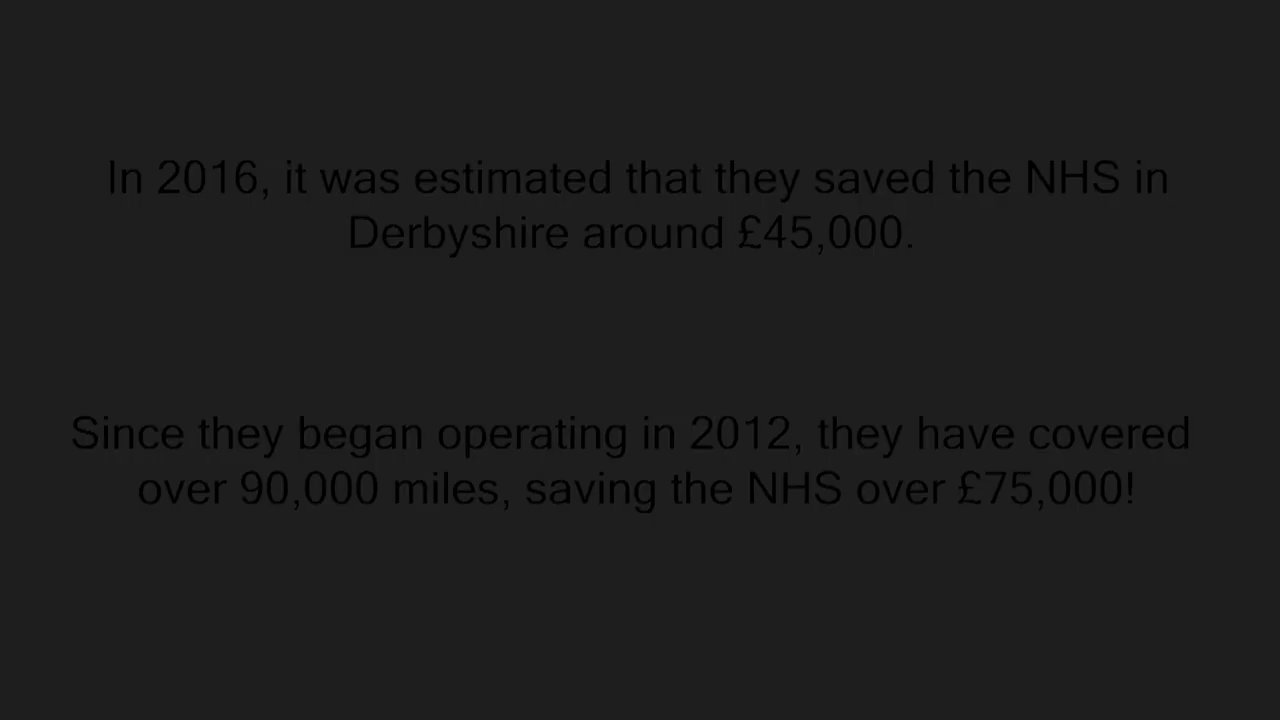 In 2016, it was estimated that they saved the NHS in
Derbyshire around £45,000.
Since they began operating in 2012, they have covered
over 90,000 miles, saving the NHS over £75,000!